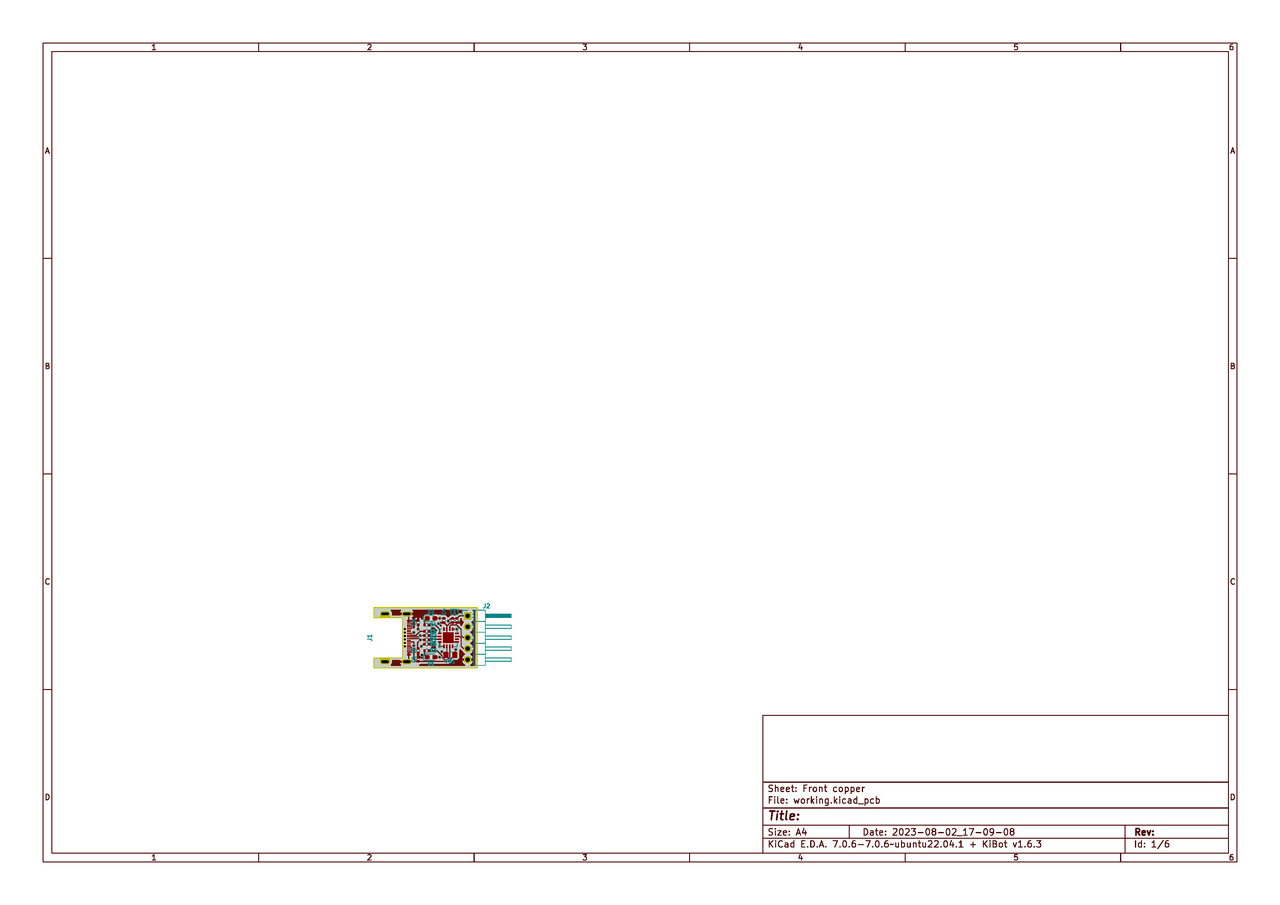 1 2 3 4 5 6
A A
B B
J2
C C
J1
Sheet: Front copper
File: working.kicad_pcb
D D
Title:
Size: A4 Date: 2023-08-02_17-09-08 Rev:
KiCad E.D.A. 7.0.6-7.0.6~ubuntu22.04.1 + KiBot v1.6.3 Id: 1/6
1 2 3 4 5 6